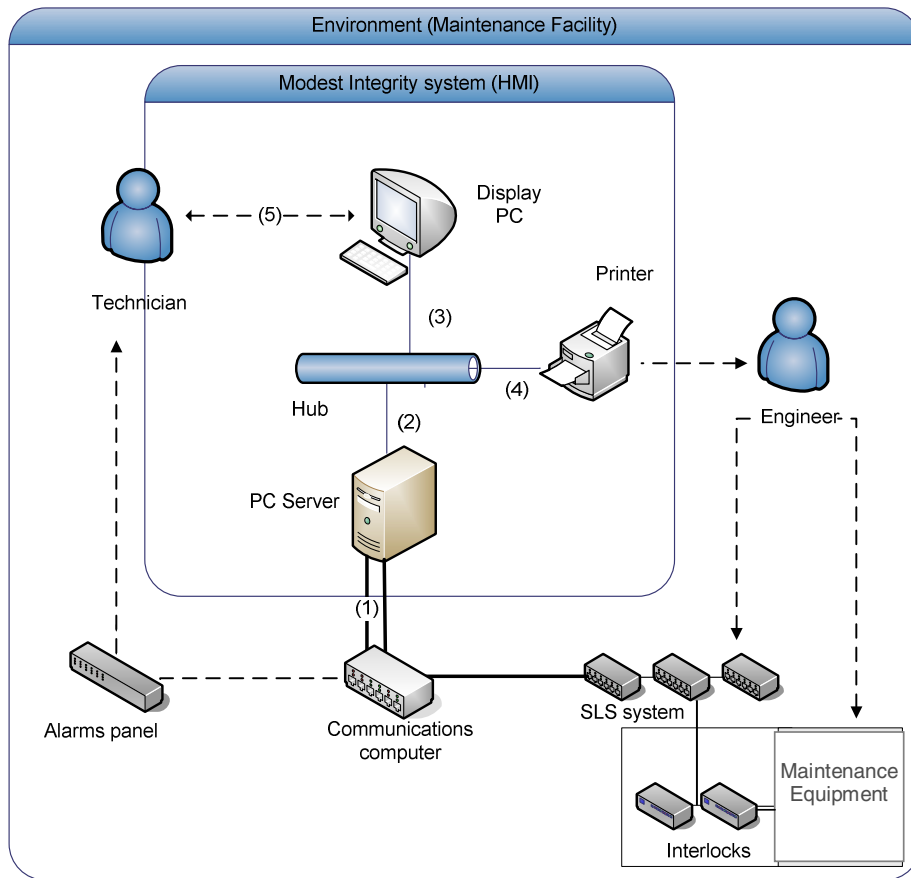 Environment (Maintenance Facility)
Modest Integrity system (HMI)
Display
PC
(5)
Technician
Printer
(3)
(4)
Hub
(2)
Engineer
PC Server
(1)
Alarms panel
Communications
computer
SLS system
Maintenance
Equipment
Interlocks